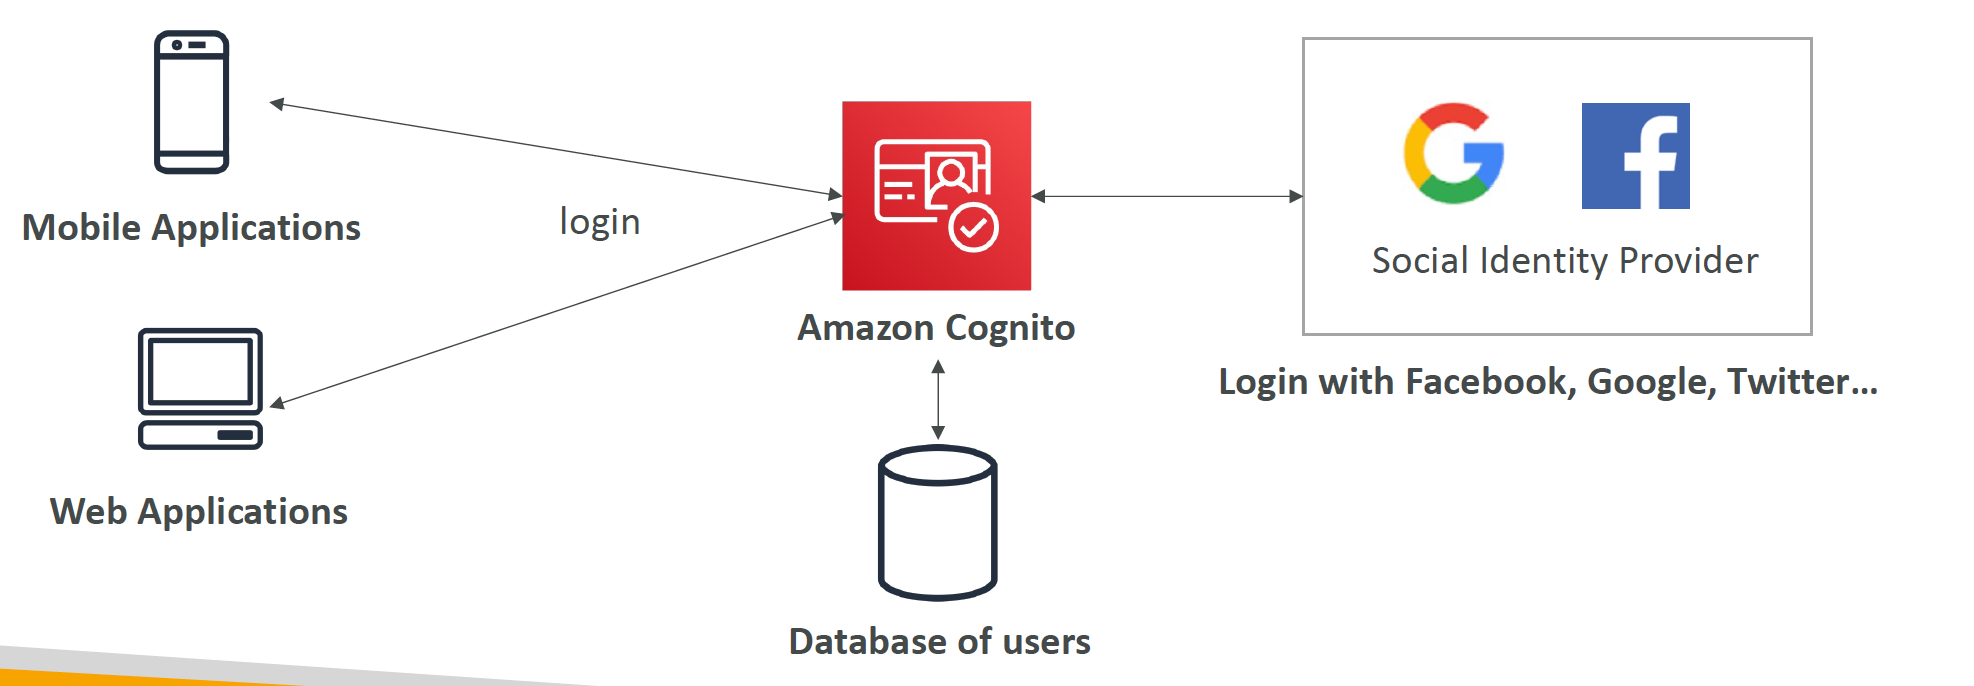 Mobile Applications
login
Web Applications
Amazon Cognito
Database of users
Social Identity Provider
Login with Facebook, Google, Twitter…